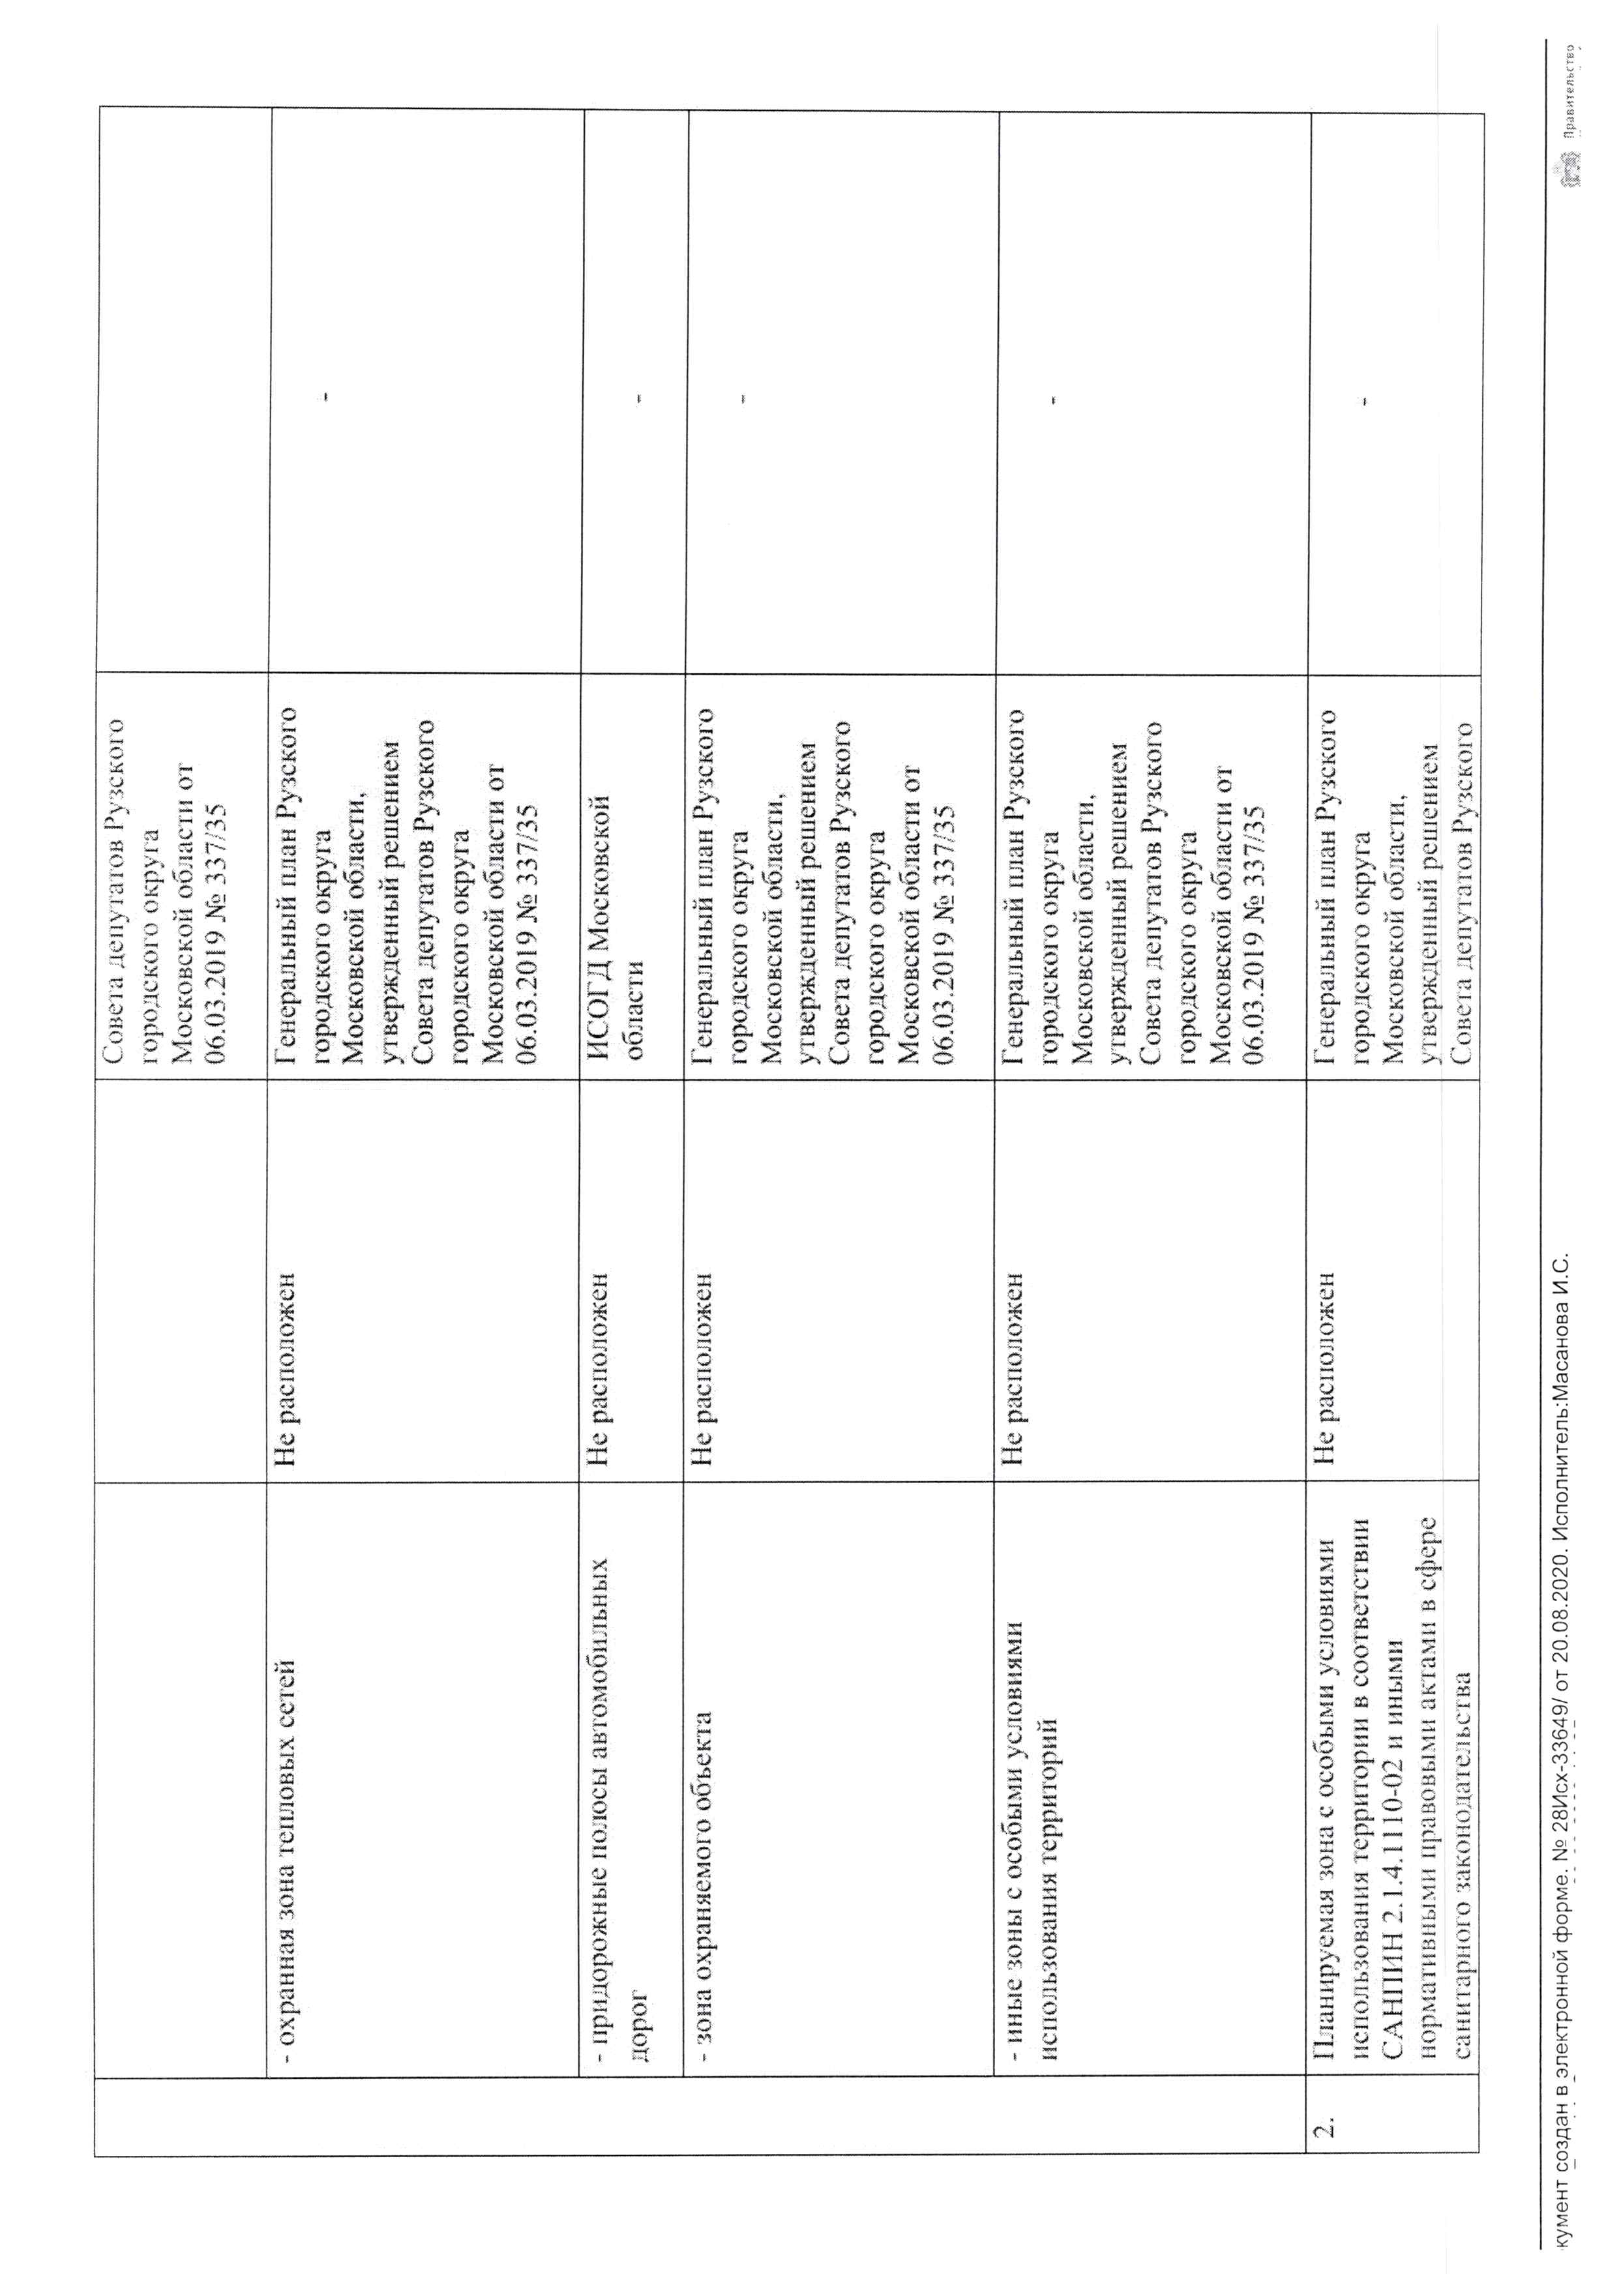 Совета депутатов Рузского
городского округа
Московской области от
06.03.2019 № 337/35
- охранная зона тепловых сетей
Не расположен
Генеральный план Рузского
городского округа
Московской области,
утвержденный решением
Совета депутатов Рузского
городского округа
Московской области от
06.03.2019 № 337/35
-
- придорожные полосы автомобильных
дорог
Не расположен
ИСОГД Московской
области
-
- зона охраняемого объекта
Не расположен
Генеральный план Рузского
городского округа
Московской области,
утвержденный решением
Совета депутатов Рузского
городского округа
Московской области от
06.03.2019 № 337/35
-
- иные зоны с особыми условиями
использования территорий
Не расположен
Генеральный план Рузского
городского округа
Московской области,
утвержденный решением
Совета депутатов Рузского
городского округа
Московской области от
06.03.2019 № 337/35
-
2.
Планируемая зона с особыми условиями
использования территории в соответствии
САНПИН 2.1.4.1110-02 и иными
нормативными правовыми актами в сфере
санитарного законодательства
Не расположен
Генеральный план Рузского
городского округа
Московской области,
утвержденный решением
Совета депутатов Рузского
-
кумент создан в электронной форме. № 28Исх-33649/ от 20.08.2020. Исполнитель:Масанова И.С.
Правительство